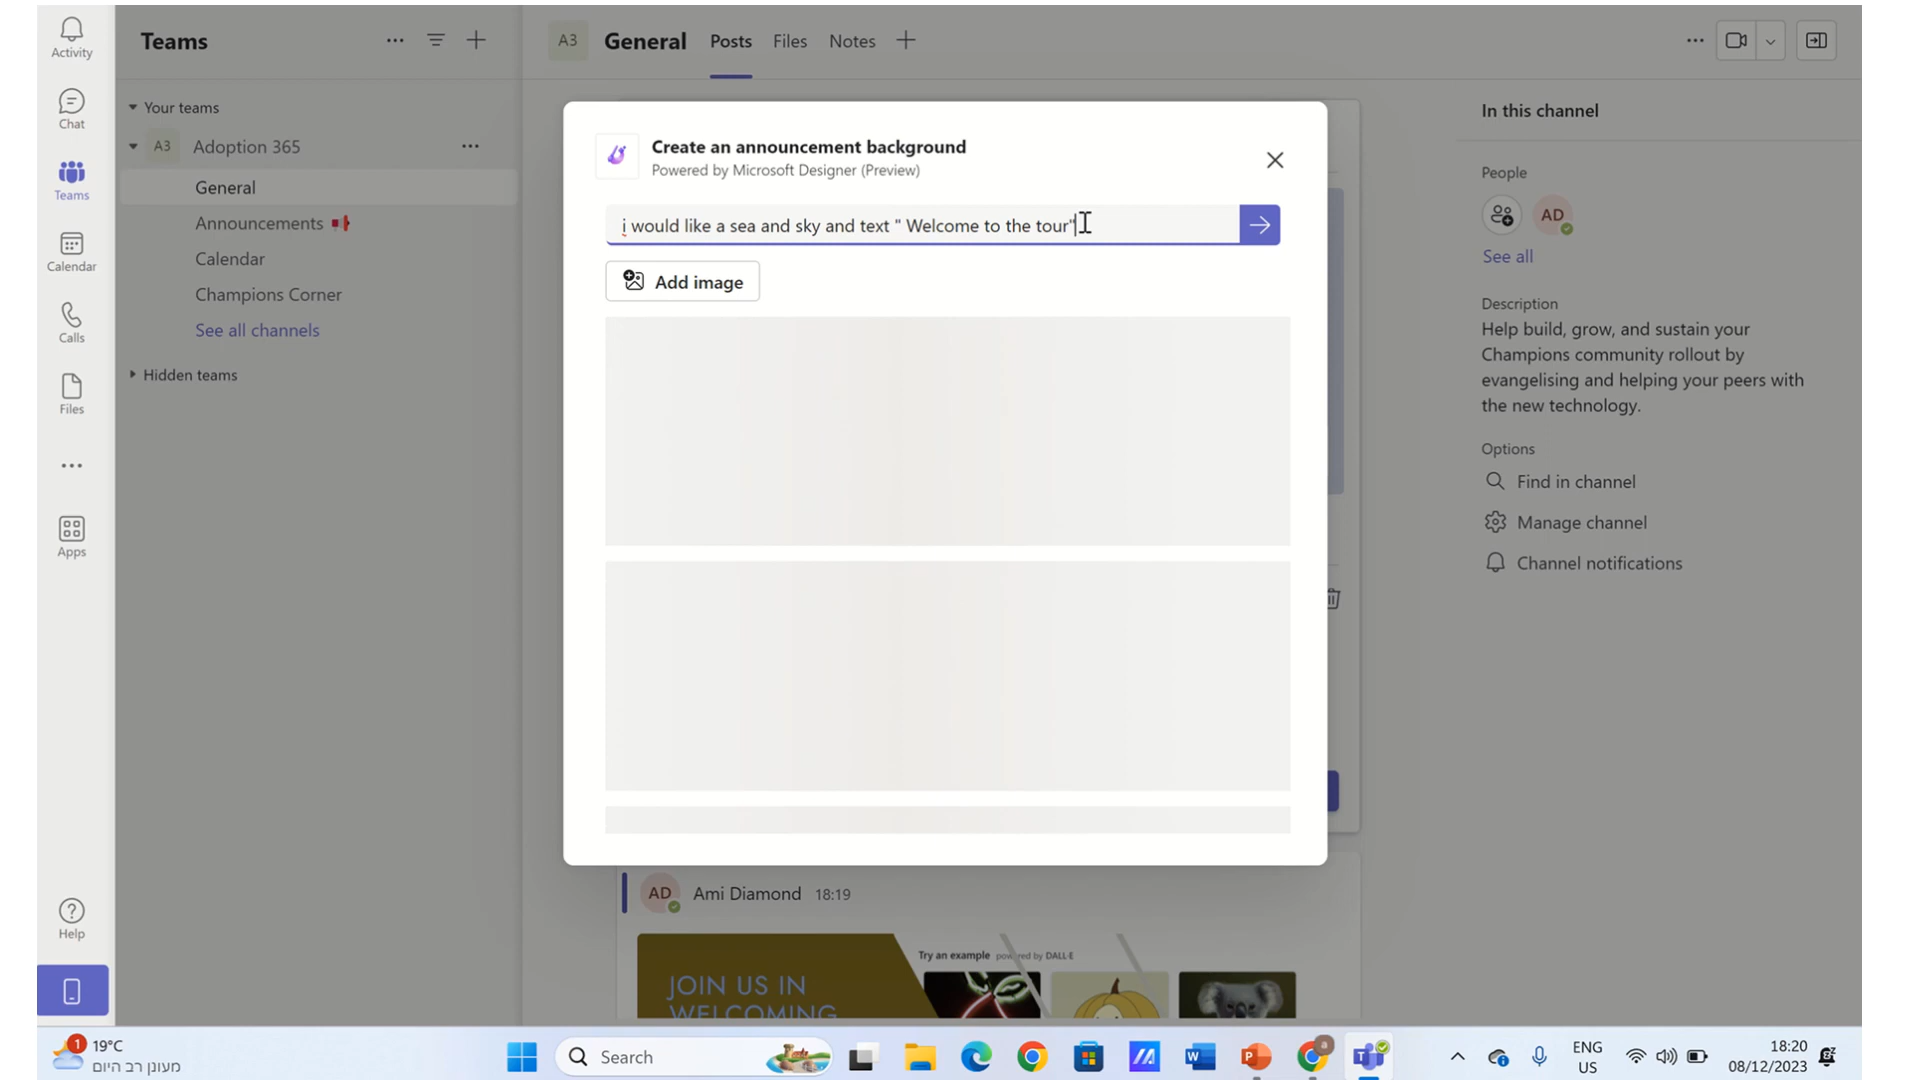 Activity
Chat
Teams
Calendar
Calls
Files
Apps
Help
Teams
Your teams
A3 Adoption 365
General
Announcements
Calendar
Champions Corner
See all channels
Hidden teams
A3 General Posts Files Notes
Create an announcement background
Powered by Microsoft Designer (Preview)
i would like a sea and sky and text " Welcome to the tour"
Add image
AD Ami Diamond 18:19
JOIN US IN
WELCOMING
Try an example powered by DALL·E
In this channel
People
AD
See all
Description
Help build, grow, and sustain your
Champions community rollout by
evangelising and helping your peers with
the new technology.
Options
Find in channel
Manage channel
Channel notifications
1
19°C
מעונן רב היום
Search
a
ENG
US
18:20
08/12/2023